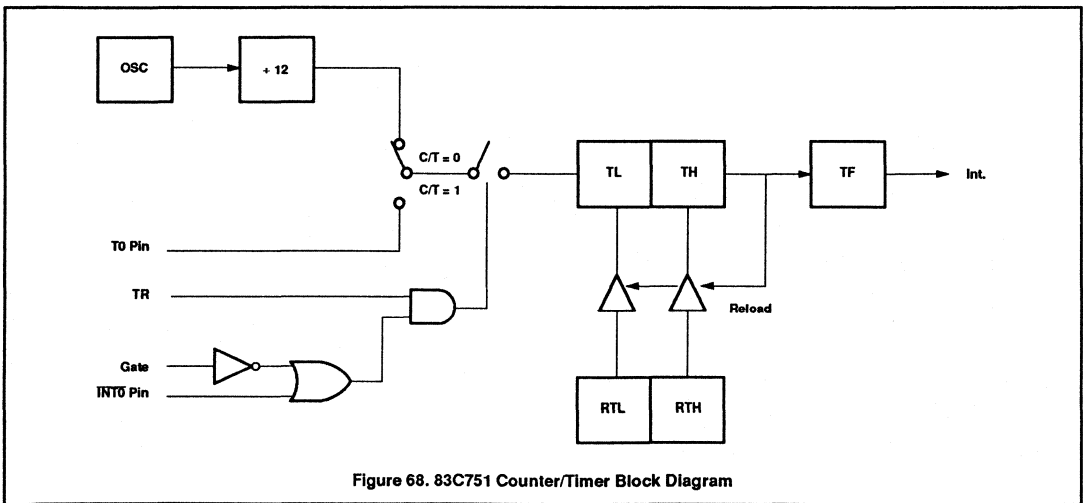 OSC
+ 12
C/T = 0
C/T = 1
TL
TH
TF
Int.
T0 Pin
TR
Reload
Gate
INT0 Pin
RTL
RTH
Figure 68. 83C751 Counter/Timer Block Diagram